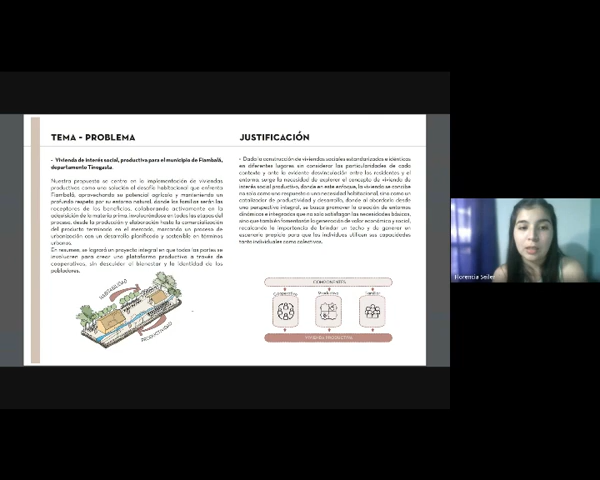 TEMA - PROBLEMA
- Vivienda de interés social, productiva para el municipio de Fiambalá,
departamento Tinogasta.
Nuestra propuesta se centra en la implementación de viviendas
productivas como una solución al desafío habitacional que enfrenta
Fiambalá, aprovechando su potencial agrícola y manteniendo un
profundo respeto por su entorno natural, donde las familias serán las
receptoras de los beneficios, colaborando activamente en la
adquisición de la materia prima, involucrándose en todas las etapas del
proceso, desde la producción y elaboración hasta la comercialización
del producto terminado en el mercado, marcando un proceso de
urbanización con un desarrollo planificado y sostenible en términos
urbanos.
En resumen, se logrará un proyecto integral en que todas las partes se
involucren para crear una plataforma productiva a través de
cooperativas, sin descuidar el bienestar y la identidad de los
pobladores.
HABITABILIDAD
PRODUCTIVIDAD
JUSTIFICACIÓN
- Dada la construcción de viviendas sociales estandarizadas e idénticas
en diferentes lugares sin considerar las particularidades de cada
contexto y ante la evidente desvinculación entre los residentes y el
entorno, surge la necesidad de explorar el concepto de vivienda de
interés social productiva, donde en este enfoque, la vivienda se concibe
no solo como una respuesta a una necesidad habitacional, sino como un
catalizador de productividad y desarrollo, donde al abordarlo desde
una perspectiva integral, se busca promover la creación de entornos
dinámicos e integrados que no solo satisfagan las necesidades básicas,
sino que también fomentarán la generación de valor económico y social,
recalcando la importancia de brindar un techo y de generar un
escenario propicio para que los individuos utilicen sus capacidades
tanto individuales como colectivas.
COMPONENTES
Cooperativa
Municipio
Familias
VIVIENDA PRODUCTIVA
Florencia Seiler